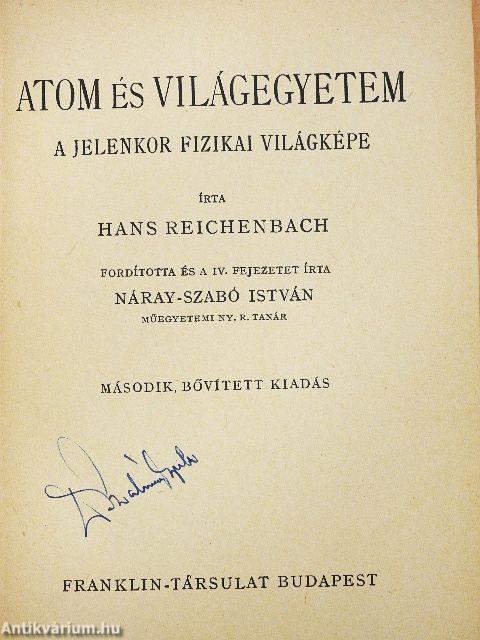 ATOM ÉS VILÁGEGYETEM
A JELENKOR FIZIKAI VILÁGKÉPE
ÍRTA
HANS REICHENBACH
FORDÍTOTTA ÉS A IV. FEJEZETET ÍRTA
NÁRAY-SZABÓ ISTVÁN
MŰEGYETEMI NY. R. TANÁR
MÁSODIK, BŐVÍTETT KIADÁS
FRANKLIN-TÁRSULAT BUDAPEST
Antikvárium.hu